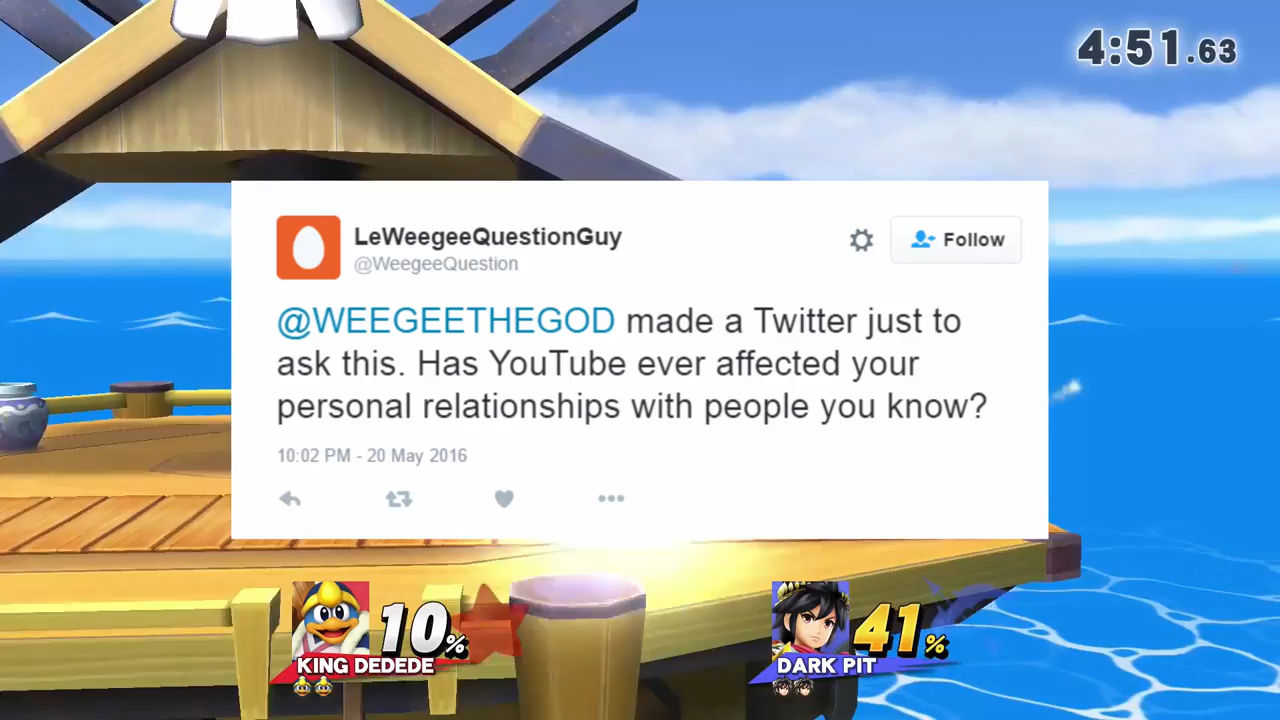 4:51.63
LeWeegeeQuestionGuy
@WeegeeQuestion
Follow
@WEEGEETHEGOD made a Twitter just to
ask this. Has YouTube ever affected your
personal relationships with people you know?
10:02 PM - 20 May 2016
10%
KING DEDEDE
41%
DARK PIT